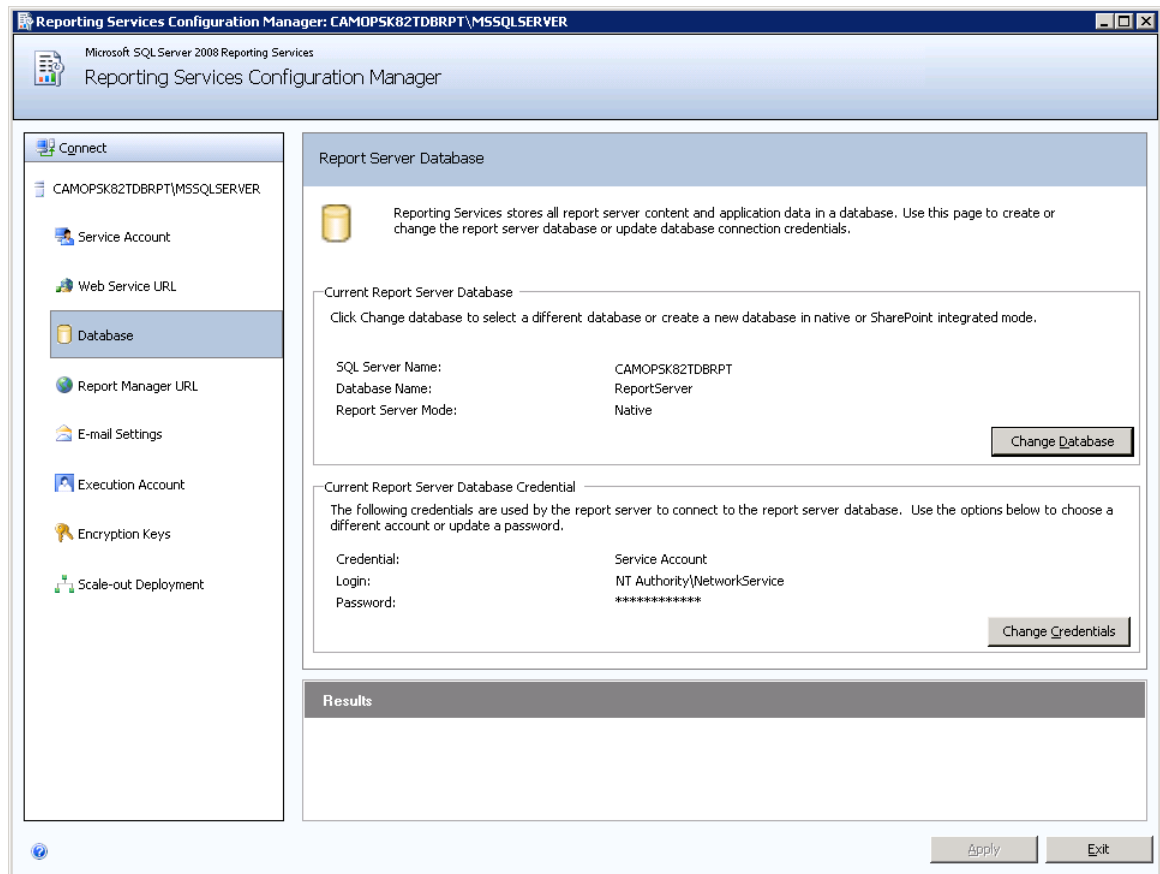 Reporting Services Configuration Manager: CAMOPSK82TDBRPT\MSSQLSERVER
Microsoft SQL Server 2008 Reporting Services
Reporting Services Configuration Manager
Connect
CAMOPSK82TDBRPT\MSSQLSERVER
Service Account
Web Service URL
Database
Report Manager URL
E-mail Settings
Execution Account
Encryption Keys
Scale-out Deployment
Report Server Database
Reporting Services stores all report server content and application data in a database. Use this page to create or
change the report server database or update database connection credentials.
Current Report Server Database
Click Change database to select a different database or create a new database in native or SharePoint integrated mode.
SQL Server Name: CAMOPSK82TDBRPT
Database Name: ReportServer
Report Server Mode: Native
Change Database
Current Report Server Database Credential
The following credentials are used by the report server to connect to the report server database. Use the options below to choose a
different account or update a password.
Credential: Service Account
Login: NT Authority\NetworkService
Password: ************
Change Credentials
Results
Apply
Exit